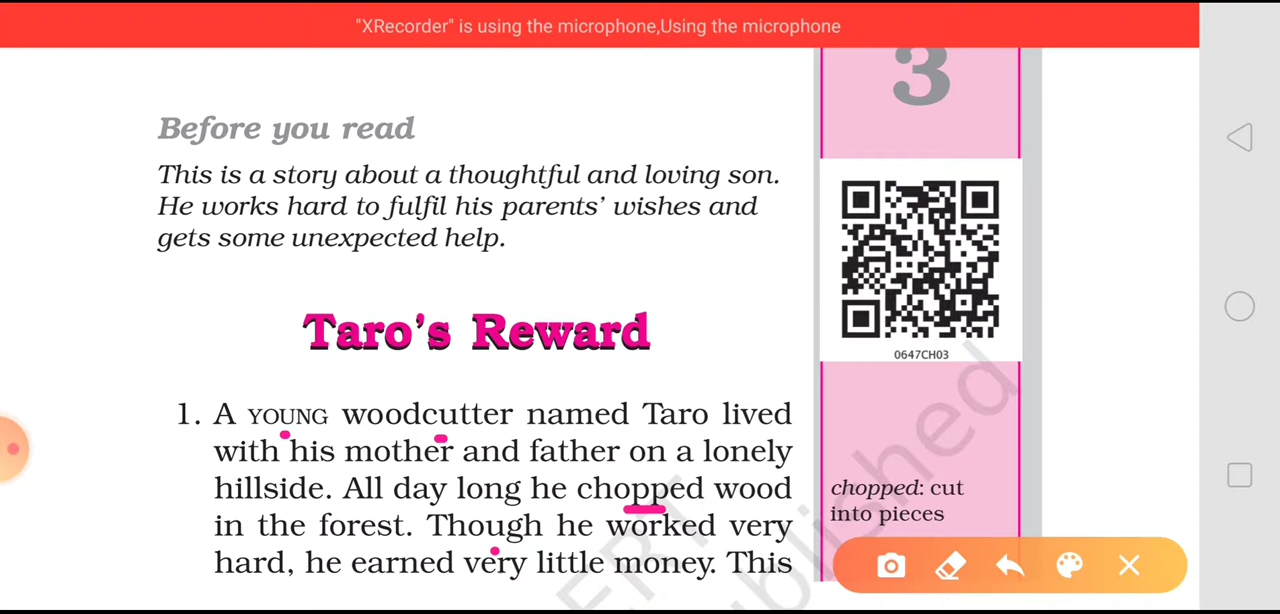 "XRecorder" is using the microphone,Using the microphone
3
Before you read
This is a story about a thoughtful and loving son.
He works hard to fulfil his parents' wishes and
gets some unexpected help.
0647CH03
Taro's Reward
1. A YOUNG woodcutter named Taro lived
with his mother and father on a lonely
hillside. All day long he chopped wood
in the forest. Though he worked very
hard, he earned very little money. This
chopped: cut
into pieces